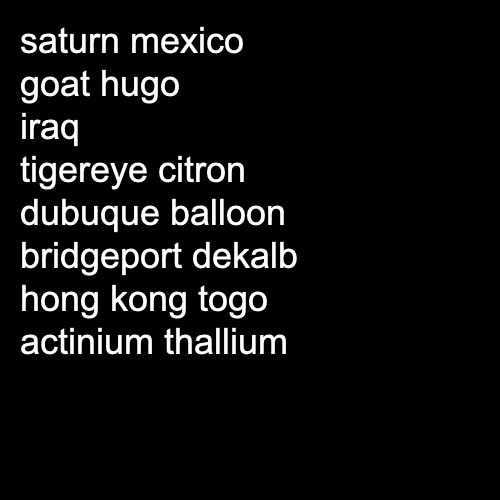 saturn mexico
goat hugo
iraq
tigereye citron
dubuque balloon
bridgeport dekalb
hong kong togo
actinium thallium